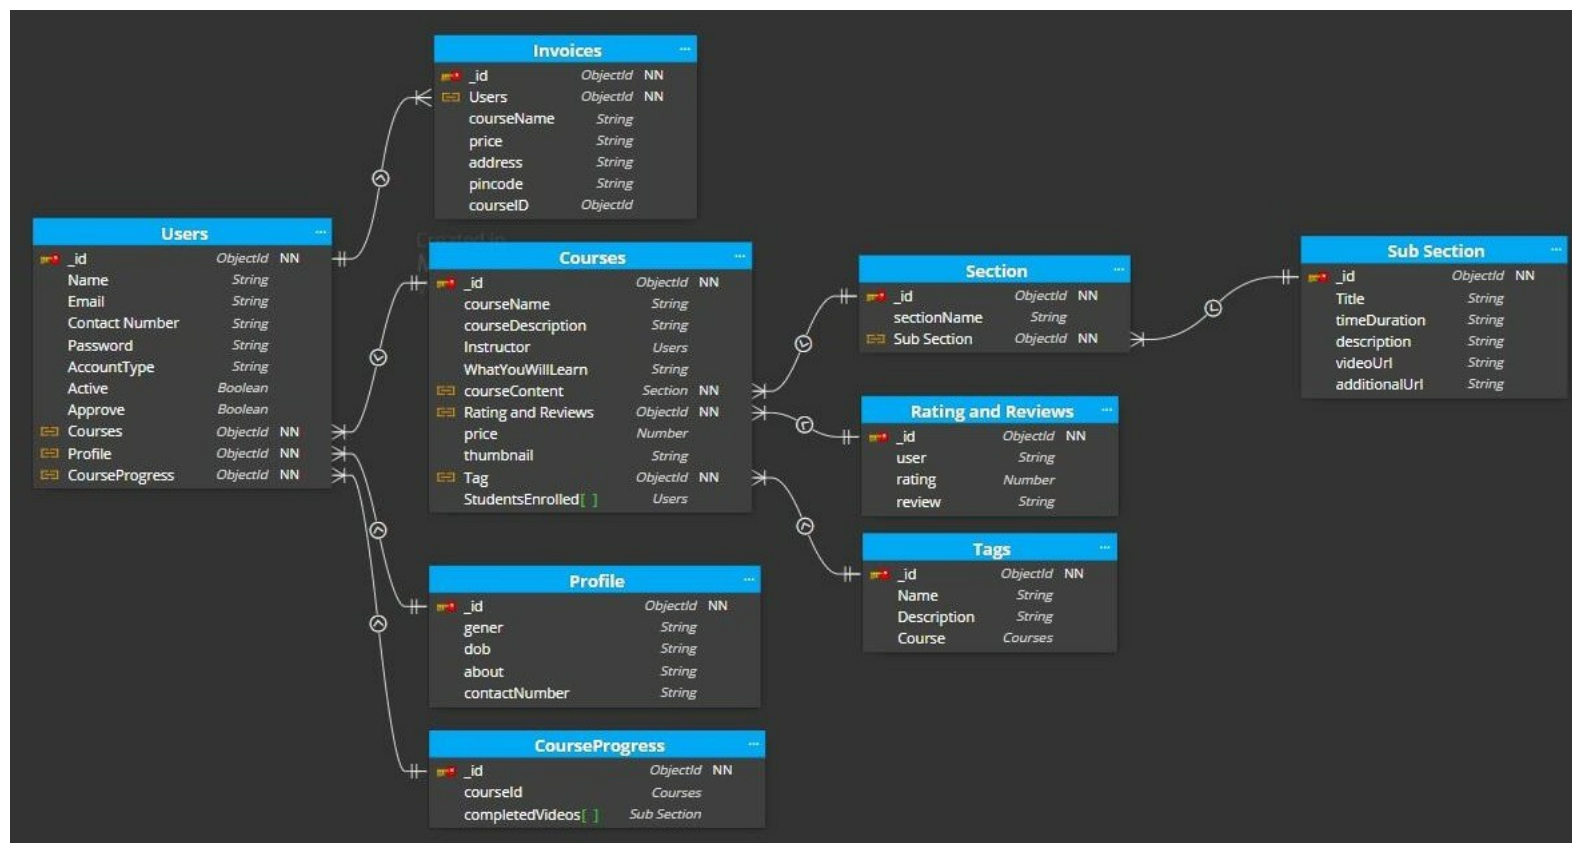 Invoices ...
_id ObjectId NN
Users ObjectId NN
courseName String
price String
address String
pincode String
courseID ObjectId
Users ...
_id ObjectId NN
Name String
Email String
Contact Number String
Password String
AccountType String
Active Boolean
Approve Boolean
Courses ObjectId NN
Profile ObjectId NN
CourseProgress ObjectId NN
Created in
Courses ...
_id ObjectId NN
courseName String
courseDescription String
Instructor Users
WhatYouWillLearn String
courseContent Section NN
Rating and Reviews ObjectId NN
price Number
thumbnail String
Tag ObjectId NN
StudentsEnrolled[ ] Users
Section ...
_id ObjectId NN
sectionName String
Sub Section ObjectId NN
Sub Section ...
_id ObjectId NN
Title String
timeDuration String
description String
videoUrl String
additionalUrl String
Rating and Reviews ...
_id ObjectId NN
user String
rating Number
review String
Tags ...
_id ObjectId NN
Name String
Description String
Course Courses
Profile ...
_id ObjectId NN
gener String
dob String
about String
contactNumber String
CourseProgress ...
_id ObjectId NN
courseId Courses
completedVideos[ ] Sub Section